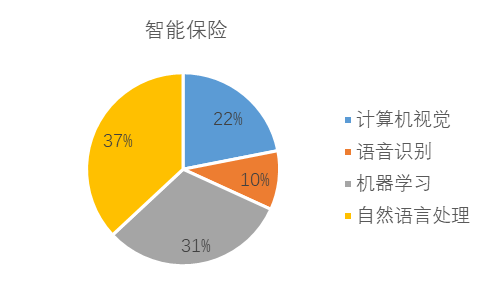 智能保险
22%
37%
10%
31%
计算机视觉
语音识别
机器学习
自然语言处理